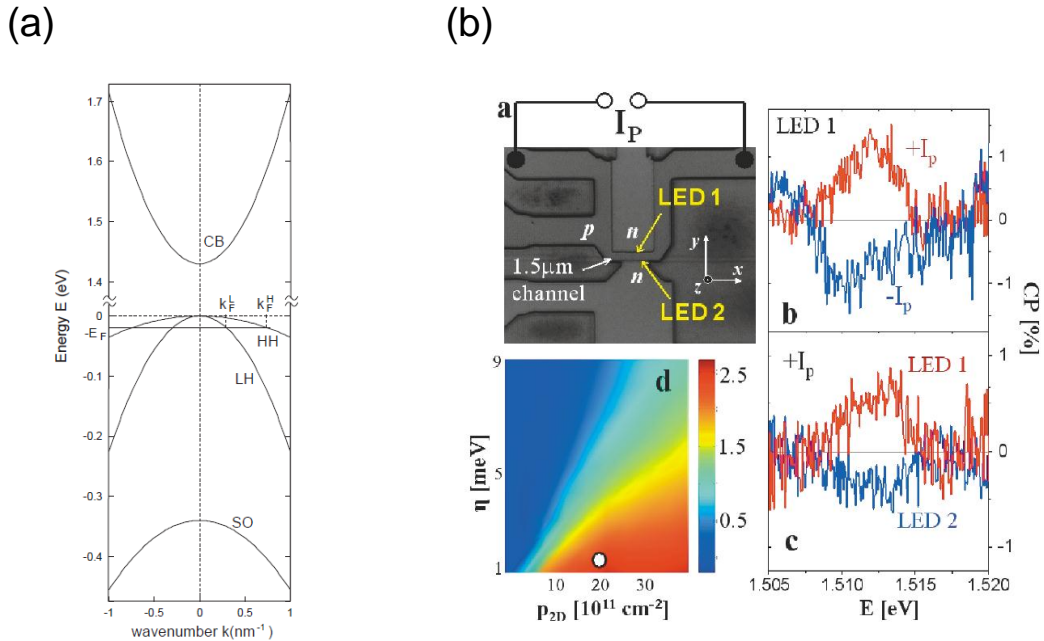 (a)
(b)
1.7
1.6
1.5
1.4
0
-E_F
-0.1
-0.2
-0.3
-0.4
Energy E (eV)
CB
k_F^L
k_F^H
HH
LH
SO
-1
-0.5
0
0.5
1
wavenumber k(nm⁻¹)
a
I_P
LED 1
p
n
1.5μm
channel
n
LED 2
y
z
x
9
5
1
η [meV]
d
2.5
1.5
0.5
10
20
30
p_2D [10¹¹ cm⁻²]
LED 1
+I_p
-I_p
b
1
0
-1
CP [%]
+I_p
LED 1
LED 2
c
1
0
-1
1.505
1.510
1.515
1.520
E [eV]